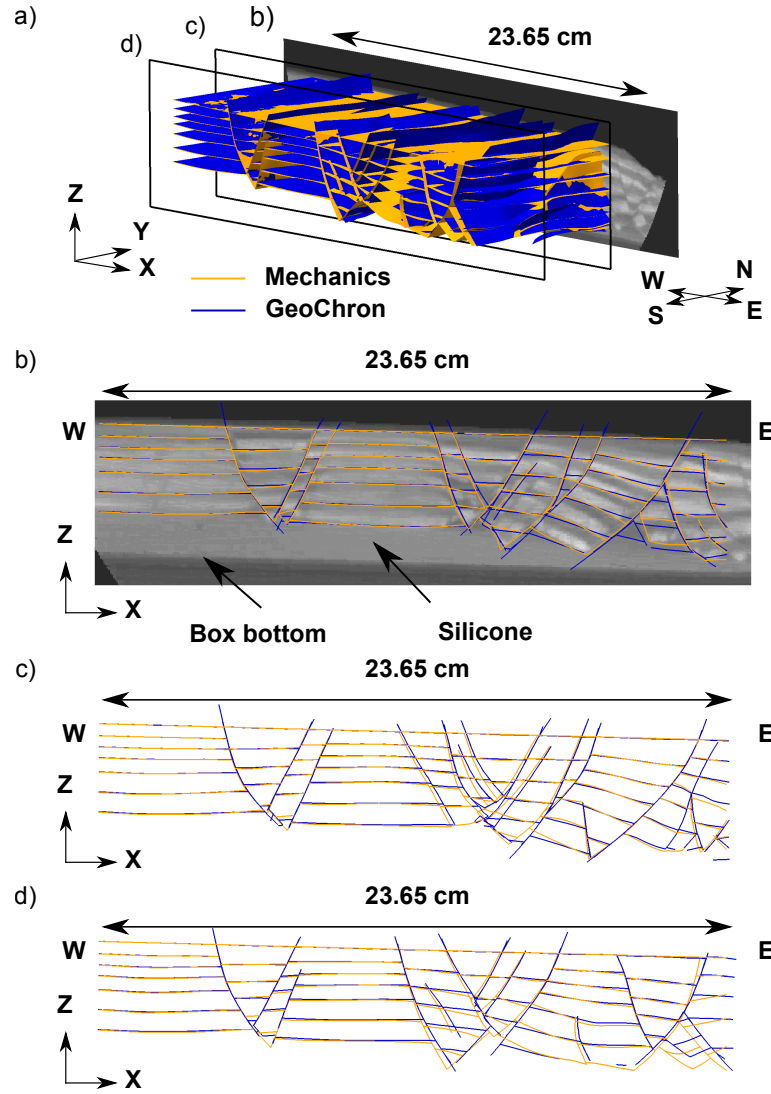 a)
b)
23.65 cm
c)
d)
Z
Y
X
W
N
S
E
Mechanics
GeoChron
b)
23.65 cm
W
E
Z
X
Box bottom
Silicone
c)
23.65 cm
W
E
Z
X
d)
23.65 cm
W
E
Z
X